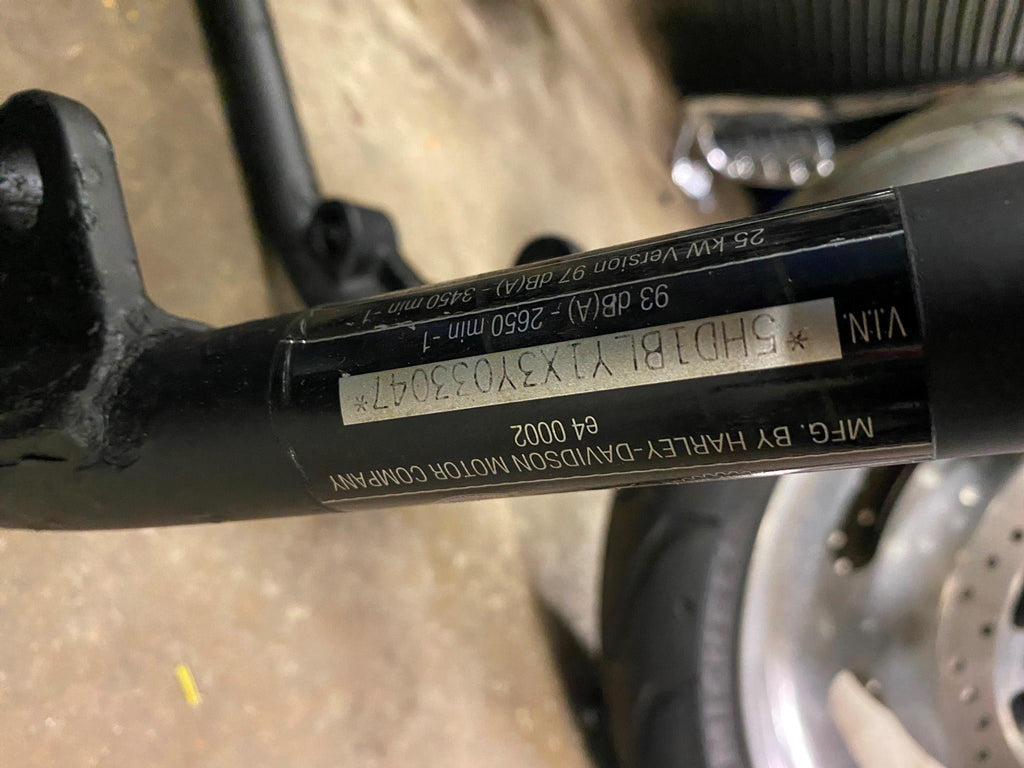 MFG. BY HARLEY-DAVIDSON MOTOR COMPANY
e4 0002
V.I.N. *5HD1BLY1X3Y033047*
93 dB(A) - 2650 min -1
25 kW Version 97 dB(A) - 3450 min -1